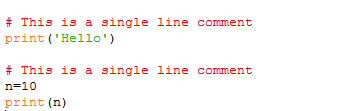 # This is a single line comment
print('Hello')

# This is a single line comment
n=10
print(n)